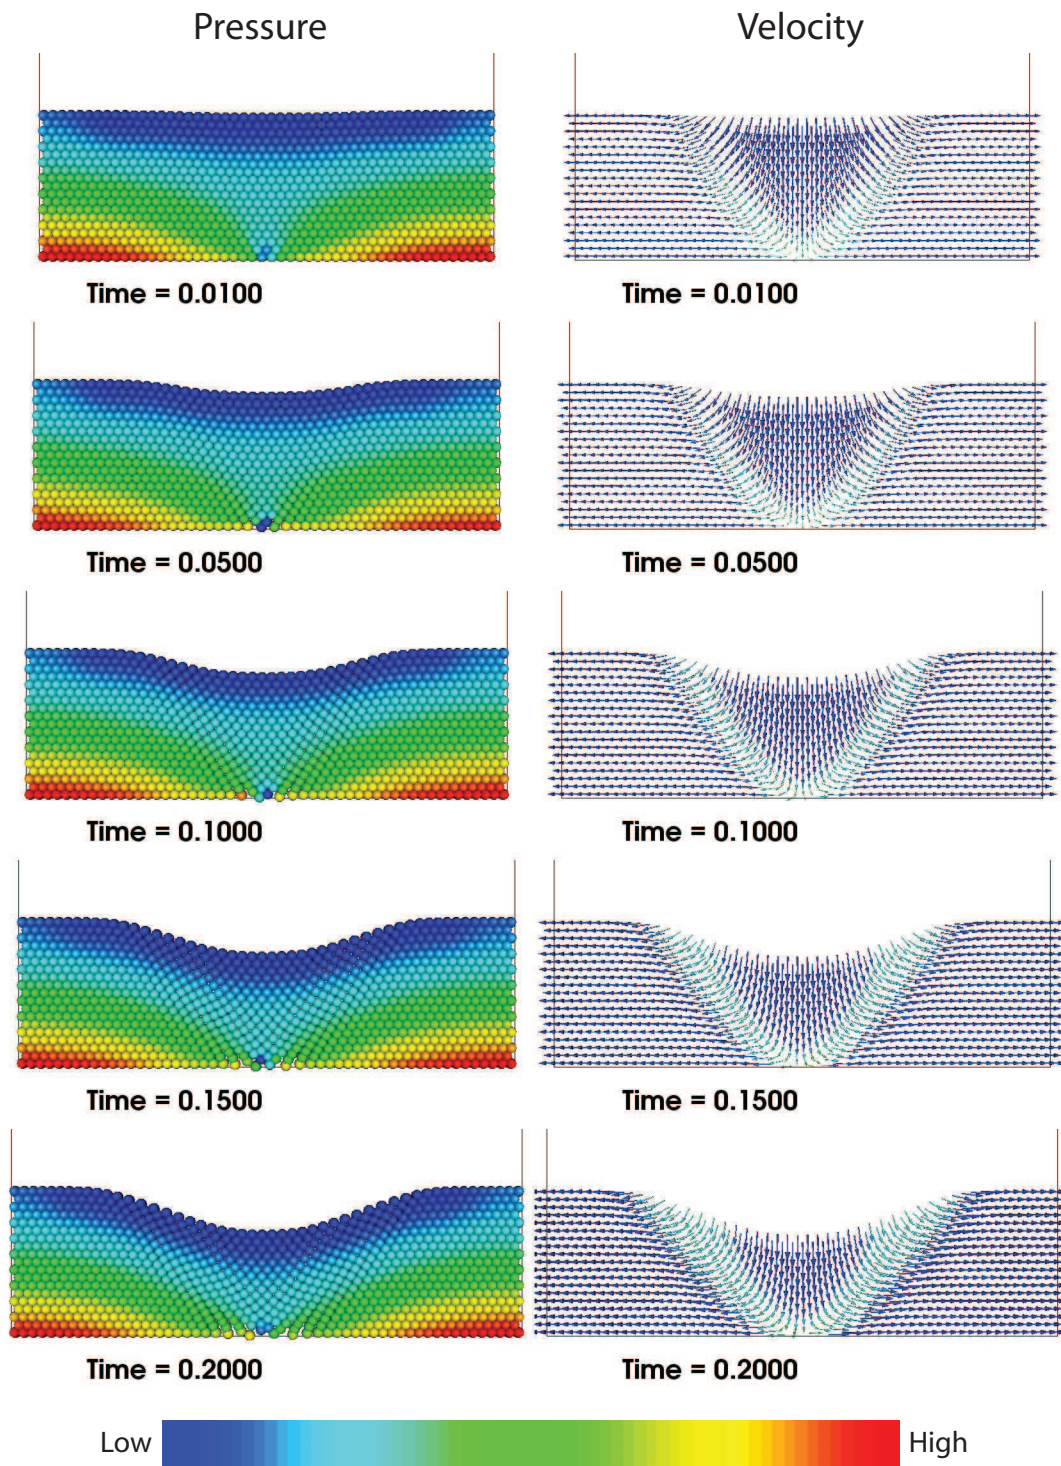 Pressure Velocity
Time = 0.0100 Time = 0.0100
Time = 0.0500 Time = 0.0500
Time = 0.1000 Time = 0.1000
Time = 0.1500 Time = 0.1500
Time = 0.2000 Time = 0.2000
Low High